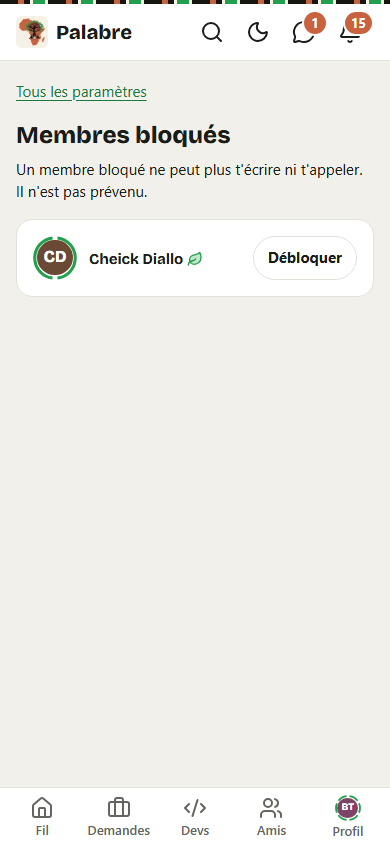 Palabre
1
15
Tous les paramètres
Membres bloqués
Un membre bloqué ne peut plus t'écrire ni t'appeler.
Il n'est pas prévenu.
CD
Cheick Diallo
Débloquer
Fil
Demandes
Devs
Amis
BT
Profil